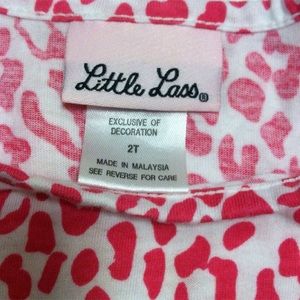 Little Lass®
EXCLUSIVE OF
DECORATION
2T
MADE IN MALAYSIA
SEE REVERSE FOR CARE